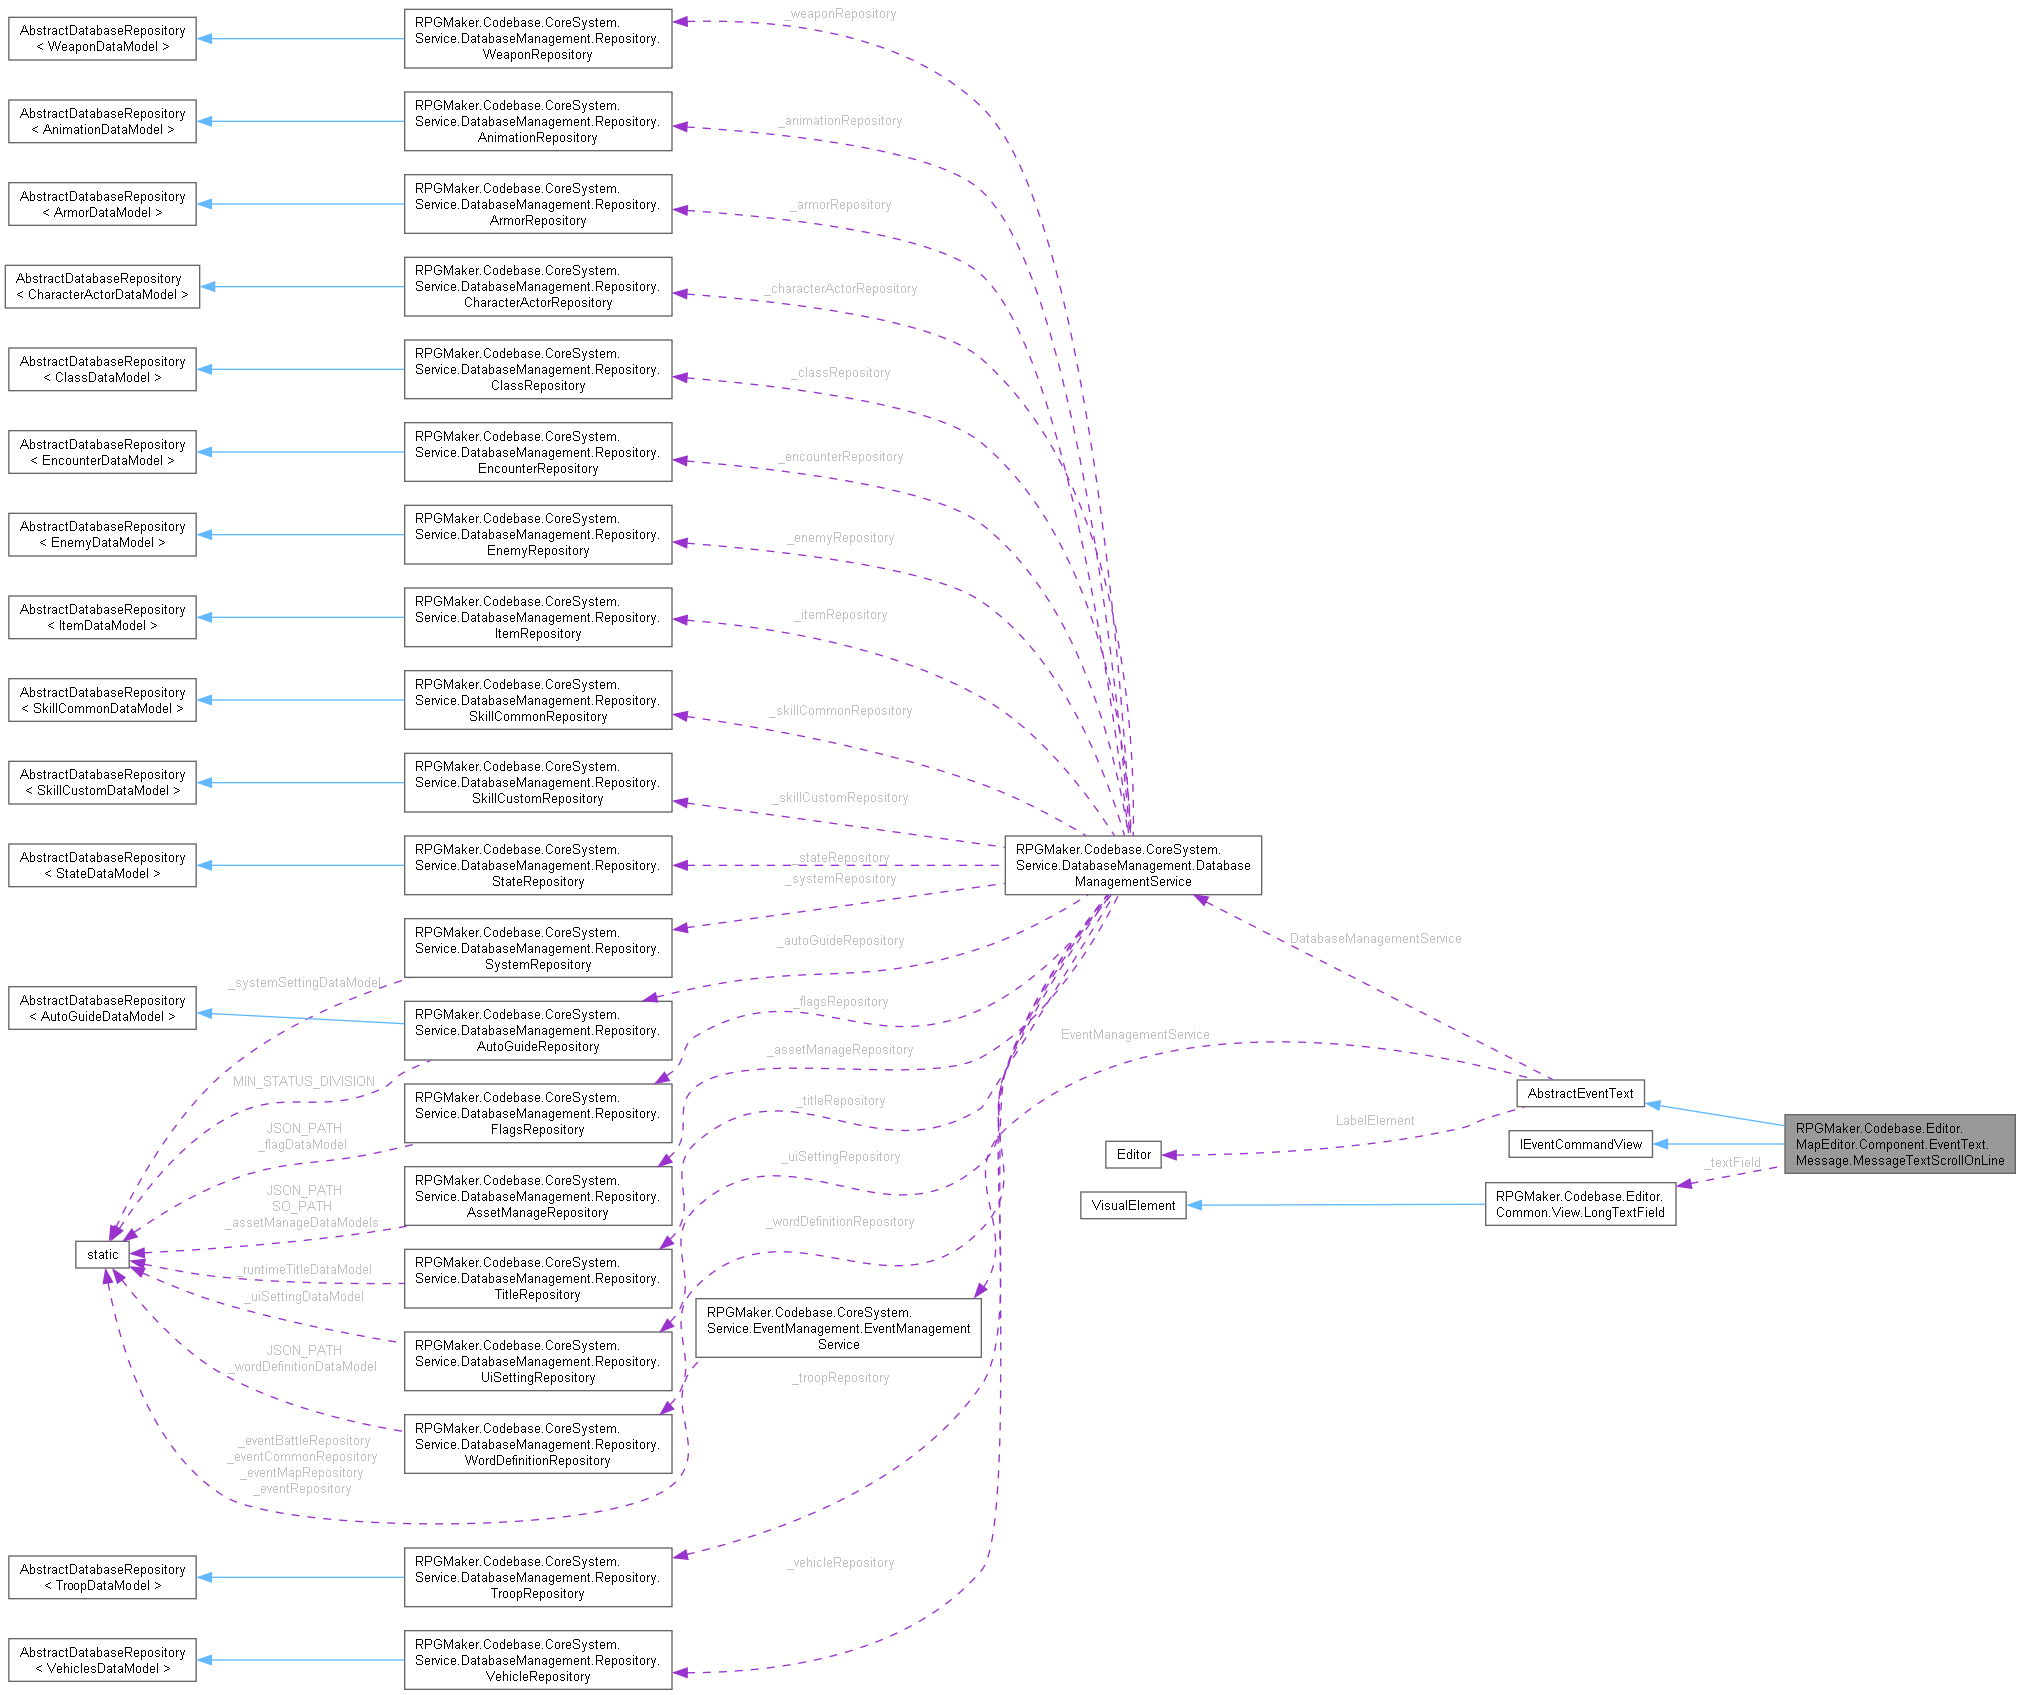 AbstractDatabaseRepository
< WeaponDataModel >
RPGMaker.Codebase.CoreSystem.
Service.DatabaseManagement.Repository.
WeaponRepository
_weaponRepository
AbstractDatabaseRepository
< AnimationDataModel >
RPGMaker.Codebase.CoreSystem.
Service.DatabaseManagement.Repository.
AnimationRepository
_animationRepository
AbstractDatabaseRepository
< ArmorDataModel >
RPGMaker.Codebase.CoreSystem.
Service.DatabaseManagement.Repository.
ArmorRepository
_armorRepository
AbstractDatabaseRepository
< CharacterActorDataModel >
RPGMaker.Codebase.CoreSystem.
Service.DatabaseManagement.Repository.
CharacterActorRepository
_characterActorRepository
AbstractDatabaseRepository
< ClassDataModel >
RPGMaker.Codebase.CoreSystem.
Service.DatabaseManagement.Repository.
ClassRepository
_classRepository
AbstractDatabaseRepository
< EncounterDataModel >
RPGMaker.Codebase.CoreSystem.
Service.DatabaseManagement.Repository.
EncounterRepository
_encounterRepository
AbstractDatabaseRepository
< EnemyDataModel >
RPGMaker.Codebase.CoreSystem.
Service.DatabaseManagement.Repository.
EnemyRepository
_enemyRepository
AbstractDatabaseRepository
< ItemDataModel >
RPGMaker.Codebase.CoreSystem.
Service.DatabaseManagement.Repository.
ItemRepository
_itemRepository
AbstractDatabaseRepository
< SkillCommonDataModel >
RPGMaker.Codebase.CoreSystem.
Service.DatabaseManagement.Repository.
SkillCommonRepository
_skillCommonRepository
AbstractDatabaseRepository
< SkillCustomDataModel >
RPGMaker.Codebase.CoreSystem.
Service.DatabaseManagement.Repository.
SkillCustomRepository
_skillCustomRepository
AbstractDatabaseRepository
< StateDataModel >
RPGMaker.Codebase.CoreSystem.
Service.DatabaseManagement.Repository.
StateRepository
_stateRepository
_systemRepository
RPGMaker.Codebase.CoreSystem.
Service.DatabaseManagement.Database
ManagementService
RPGMaker.Codebase.CoreSystem.
Service.DatabaseManagement.Repository.
SystemRepository
_systemSettingDataModel
_autoGuideRepository
DatabaseManagementService
AbstractDatabaseRepository
< AutoGuideDataModel >
RPGMaker.Codebase.CoreSystem.
Service.DatabaseManagement.Repository.
AutoGuideRepository
_flagsRepository
EventManagementService
MIN_STATUS_DIVISION
_assetManageRepository
RPGMaker.Codebase.CoreSystem.
Service.DatabaseManagement.Repository.
FlagsRepository
JSON_PATH
_flagDataModel
_titleRepository
AbstractEventText
LabelElement
Editor
IEventCommandView
RPGMaker.Codebase.Editor.
MapEditor.Component.EventText.
Message.MessageTextScrollOnLine
_textField
RPGMaker.Codebase.CoreSystem.
Service.DatabaseManagement.Repository.
AssetManageRepository
JSON_PATH
SO_PATH
_assetManageDataModels
_uiSettingRepository
VisualElement
RPGMaker.Codebase.Editor.
Common.View.LongTextField
_wordDefinitionRepository
static
RPGMaker.Codebase.CoreSystem.
Service.DatabaseManagement.Repository.
TitleRepository
_runtimeTitleDataModel
_uiSettingDataModel
RPGMaker.Codebase.CoreSystem.
Service.EventManagement.EventManagement
Service
RPGMaker.Codebase.CoreSystem.
Service.DatabaseManagement.Repository.
UiSettingRepository
JSON_PATH
_wordDefinitionDataModel
_troopRepository
RPGMaker.Codebase.CoreSystem.
Service.DatabaseManagement.Repository.
WordDefinitionRepository
_eventBattleRepository
_eventCommonRepository
_eventMapRepository
_eventRepository
AbstractDatabaseRepository
< TroopDataModel >
RPGMaker.Codebase.CoreSystem.
Service.DatabaseManagement.Repository.
TroopRepository
_vehicleRepository
AbstractDatabaseRepository
< VehiclesDataModel >
RPGMaker.Codebase.CoreSystem.
Service.DatabaseManagement.Repository.
VehicleRepository